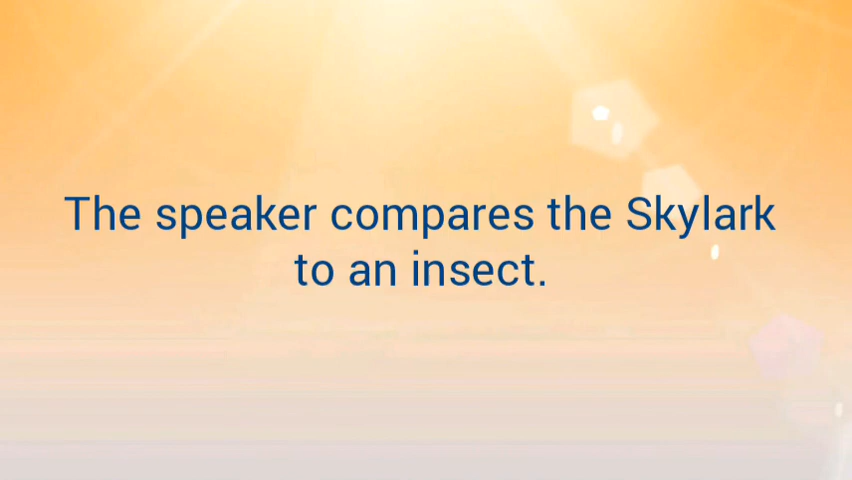 The speaker compares the Skylark
to an insect.